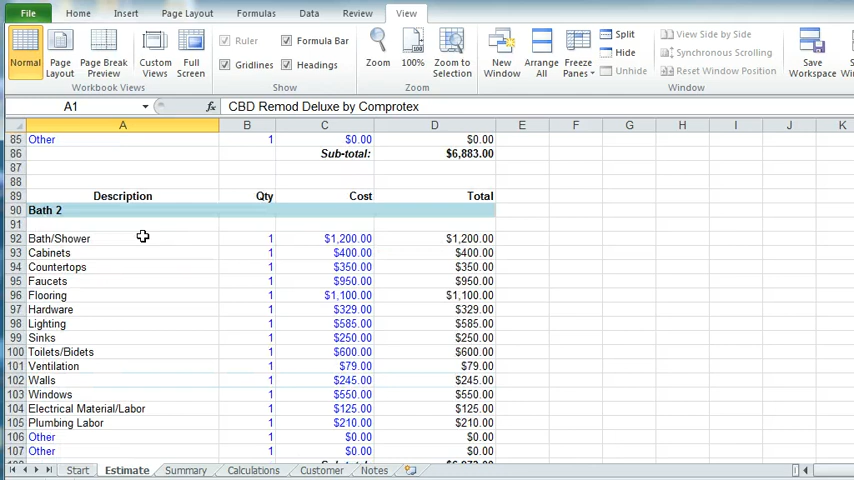 File Home Insert Page Layout Formulas Data Review View
Normal Page Layout Page Break Preview Custom Views Full Screen
Workbook Views
Ruler Formula Bar
Gridlines Headings
Show
Zoom 100% Zoom to Selection
Zoom
New Window Arrange All Freeze Panes
Split View Side by Side
Hide Synchronous Scrolling
Unhide Reset Window Position
Window
Save Workspace
A1 fx CBD Remod Deluxe by Comprotex
A B C D E F G H I J K
85 Other 1 $0.00 $0.00
86 Sub-total: $6,883.00
87
88
89 Description Qty Cost Total
90 Bath 2
91
92 Bath/Shower 1 $1,200.00 $1,200.00
93 Cabinets 1 $400.00 $400.00
94 Countertops 1 $350.00 $350.00
95 Faucets 1 $950.00 $950.00
96 Flooring 1 $1,100.00 $1,100.00
97 Hardware 1 $329.00 $329.00
98 Lighting 1 $585.00 $585.00
99 Sinks 1 $250.00 $250.00
100 Toilets/Bidets 1 $600.00 $600.00
101 Ventilation 1 $79.00 $79.00
102 Walls 1 $245.00 $245.00
103 Windows 1 $550.00 $550.00
104 Electrical Material/Labor 1 $125.00 $125.00
105 Plumbing Labor 1 $210.00 $210.00
106 Other 1 $0.00 $0.00
107 Other 1 $0.00 $0.00
Start Estimate Summary Calculations Customer Notes